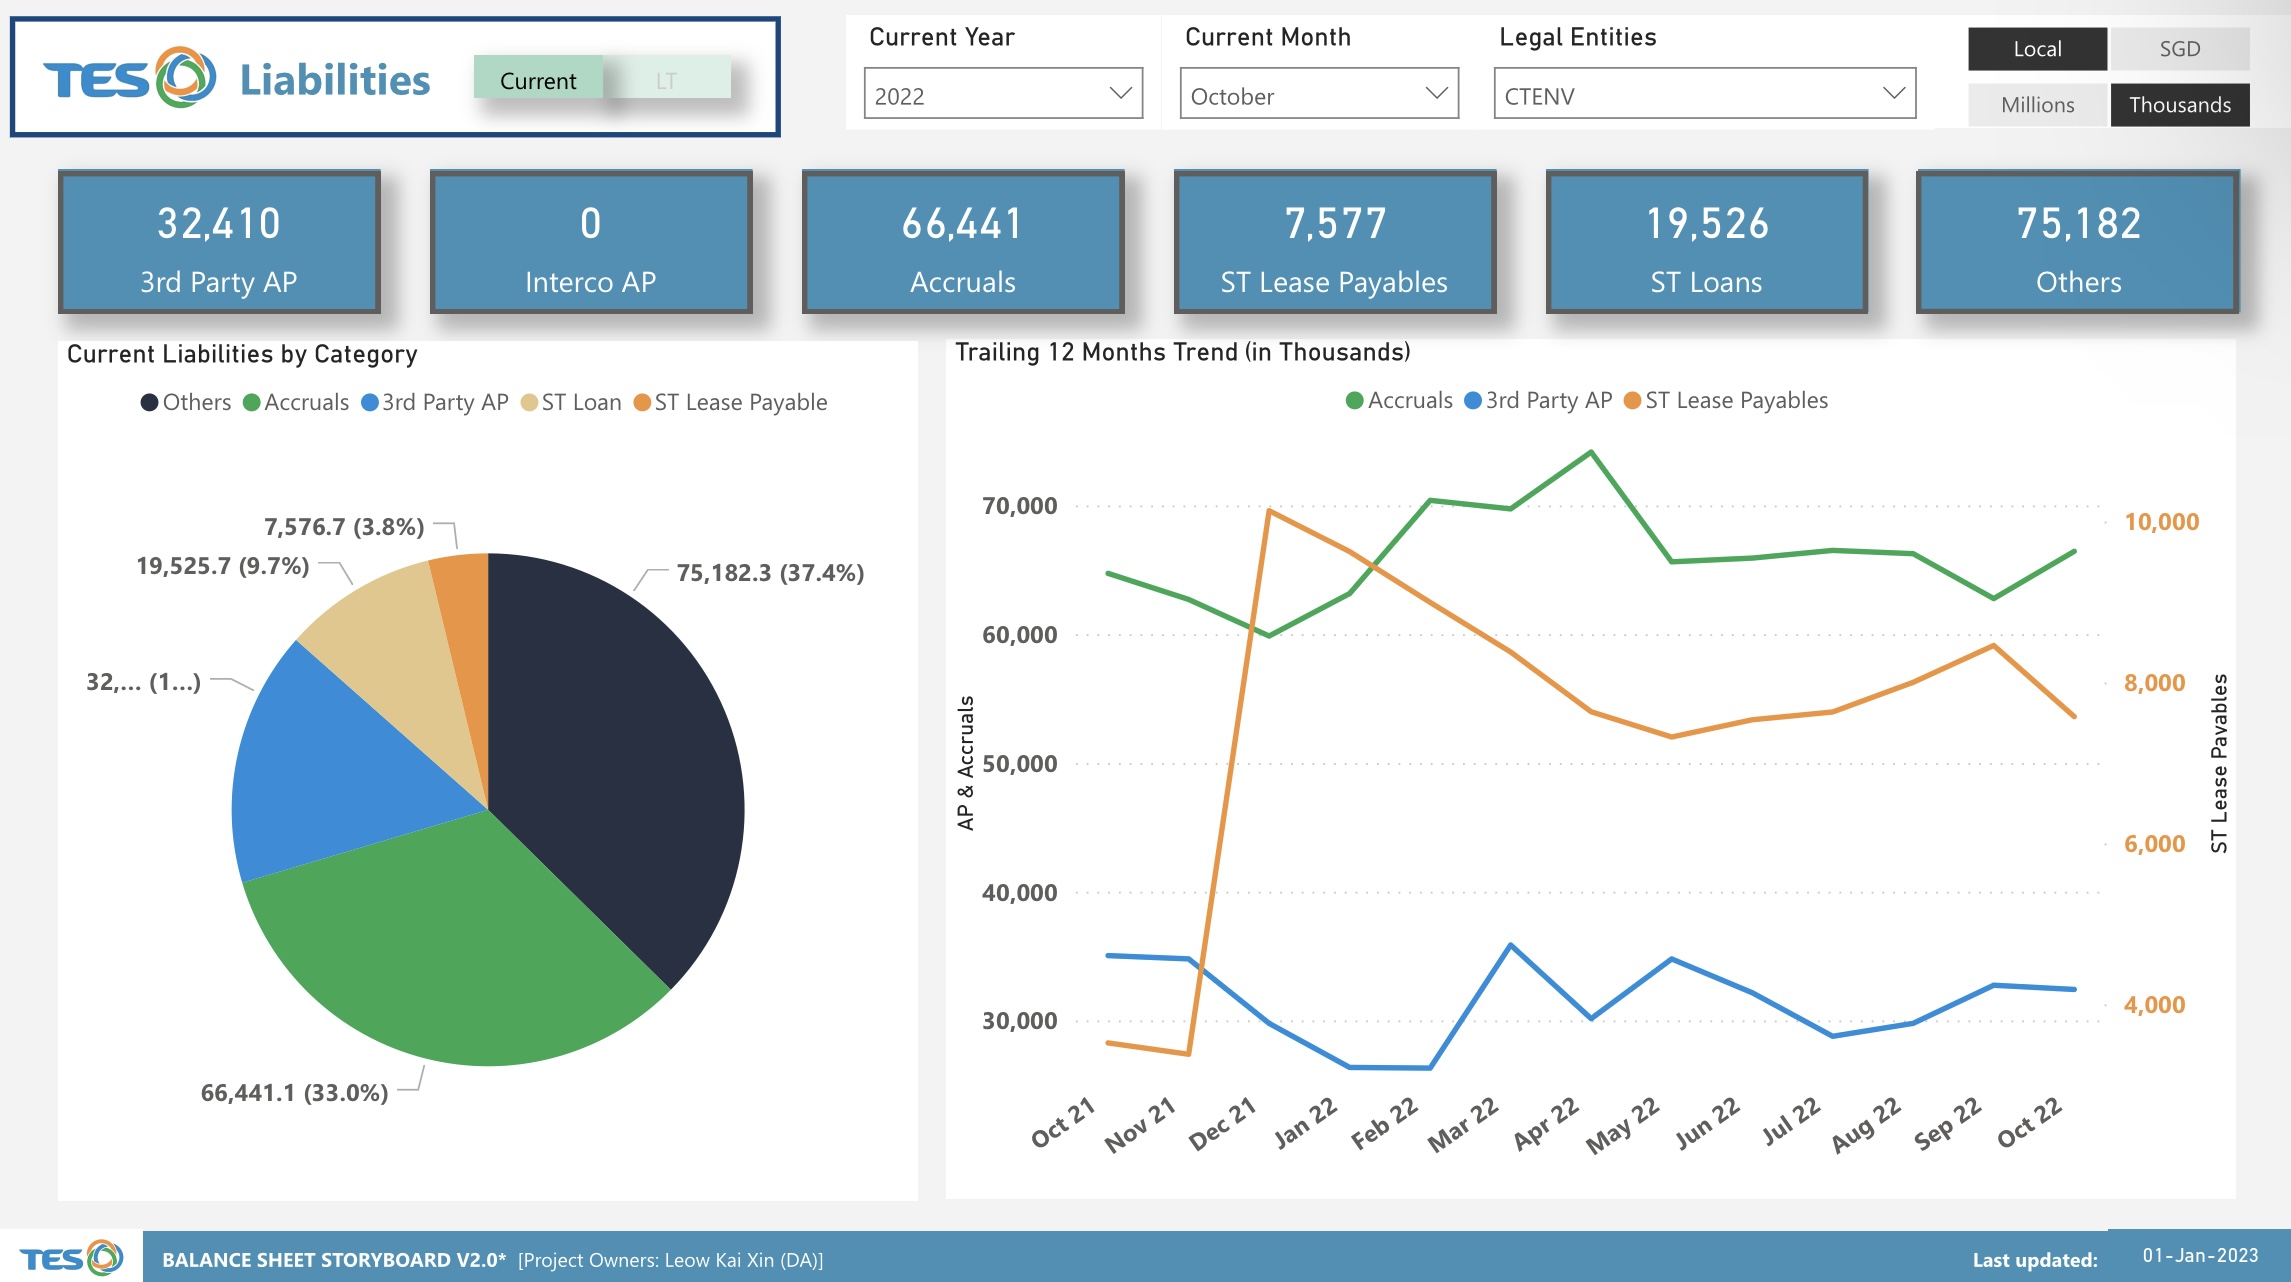 TES Liabilities
Current LT
Current Year
2022
Current Month
October
Legal Entities
CTENV
Local SGD
Millions Thousands
32,410
3rd Party AP
0
Interco AP
66,441
Accruals
7,577
ST Lease Payables
19,526
ST Loans
75,182
Others
Current Liabilities by Category
Others Accruals 3rd Party AP ST Loan ST Lease Payable
7,576.7 (3.8%)
19,525.7 (9.7%)
75,182.3 (37.4%)
32,... (1...)
66,441.1 (33.0%)
Trailing 12 Months Trend (in Thousands)
Accruals 3rd Party AP ST Lease Payables
AP & Accruals
70,000
60,000
50,000
40,000
30,000
10,000
8,000
6,000
4,000
ST Lease Payables
Oct 21 Nov 21 Dec 21 Jan 22 Feb 22 Mar 22 Apr 22 May 22 Jun 22 Jul 22 Aug 22 Sep 22 Oct 22
TES
BALANCE SHEET STORYBOARD V2.0* [Project Owners: Leow Kai Xin (DA)]
Last updated: 01-Jan-2023